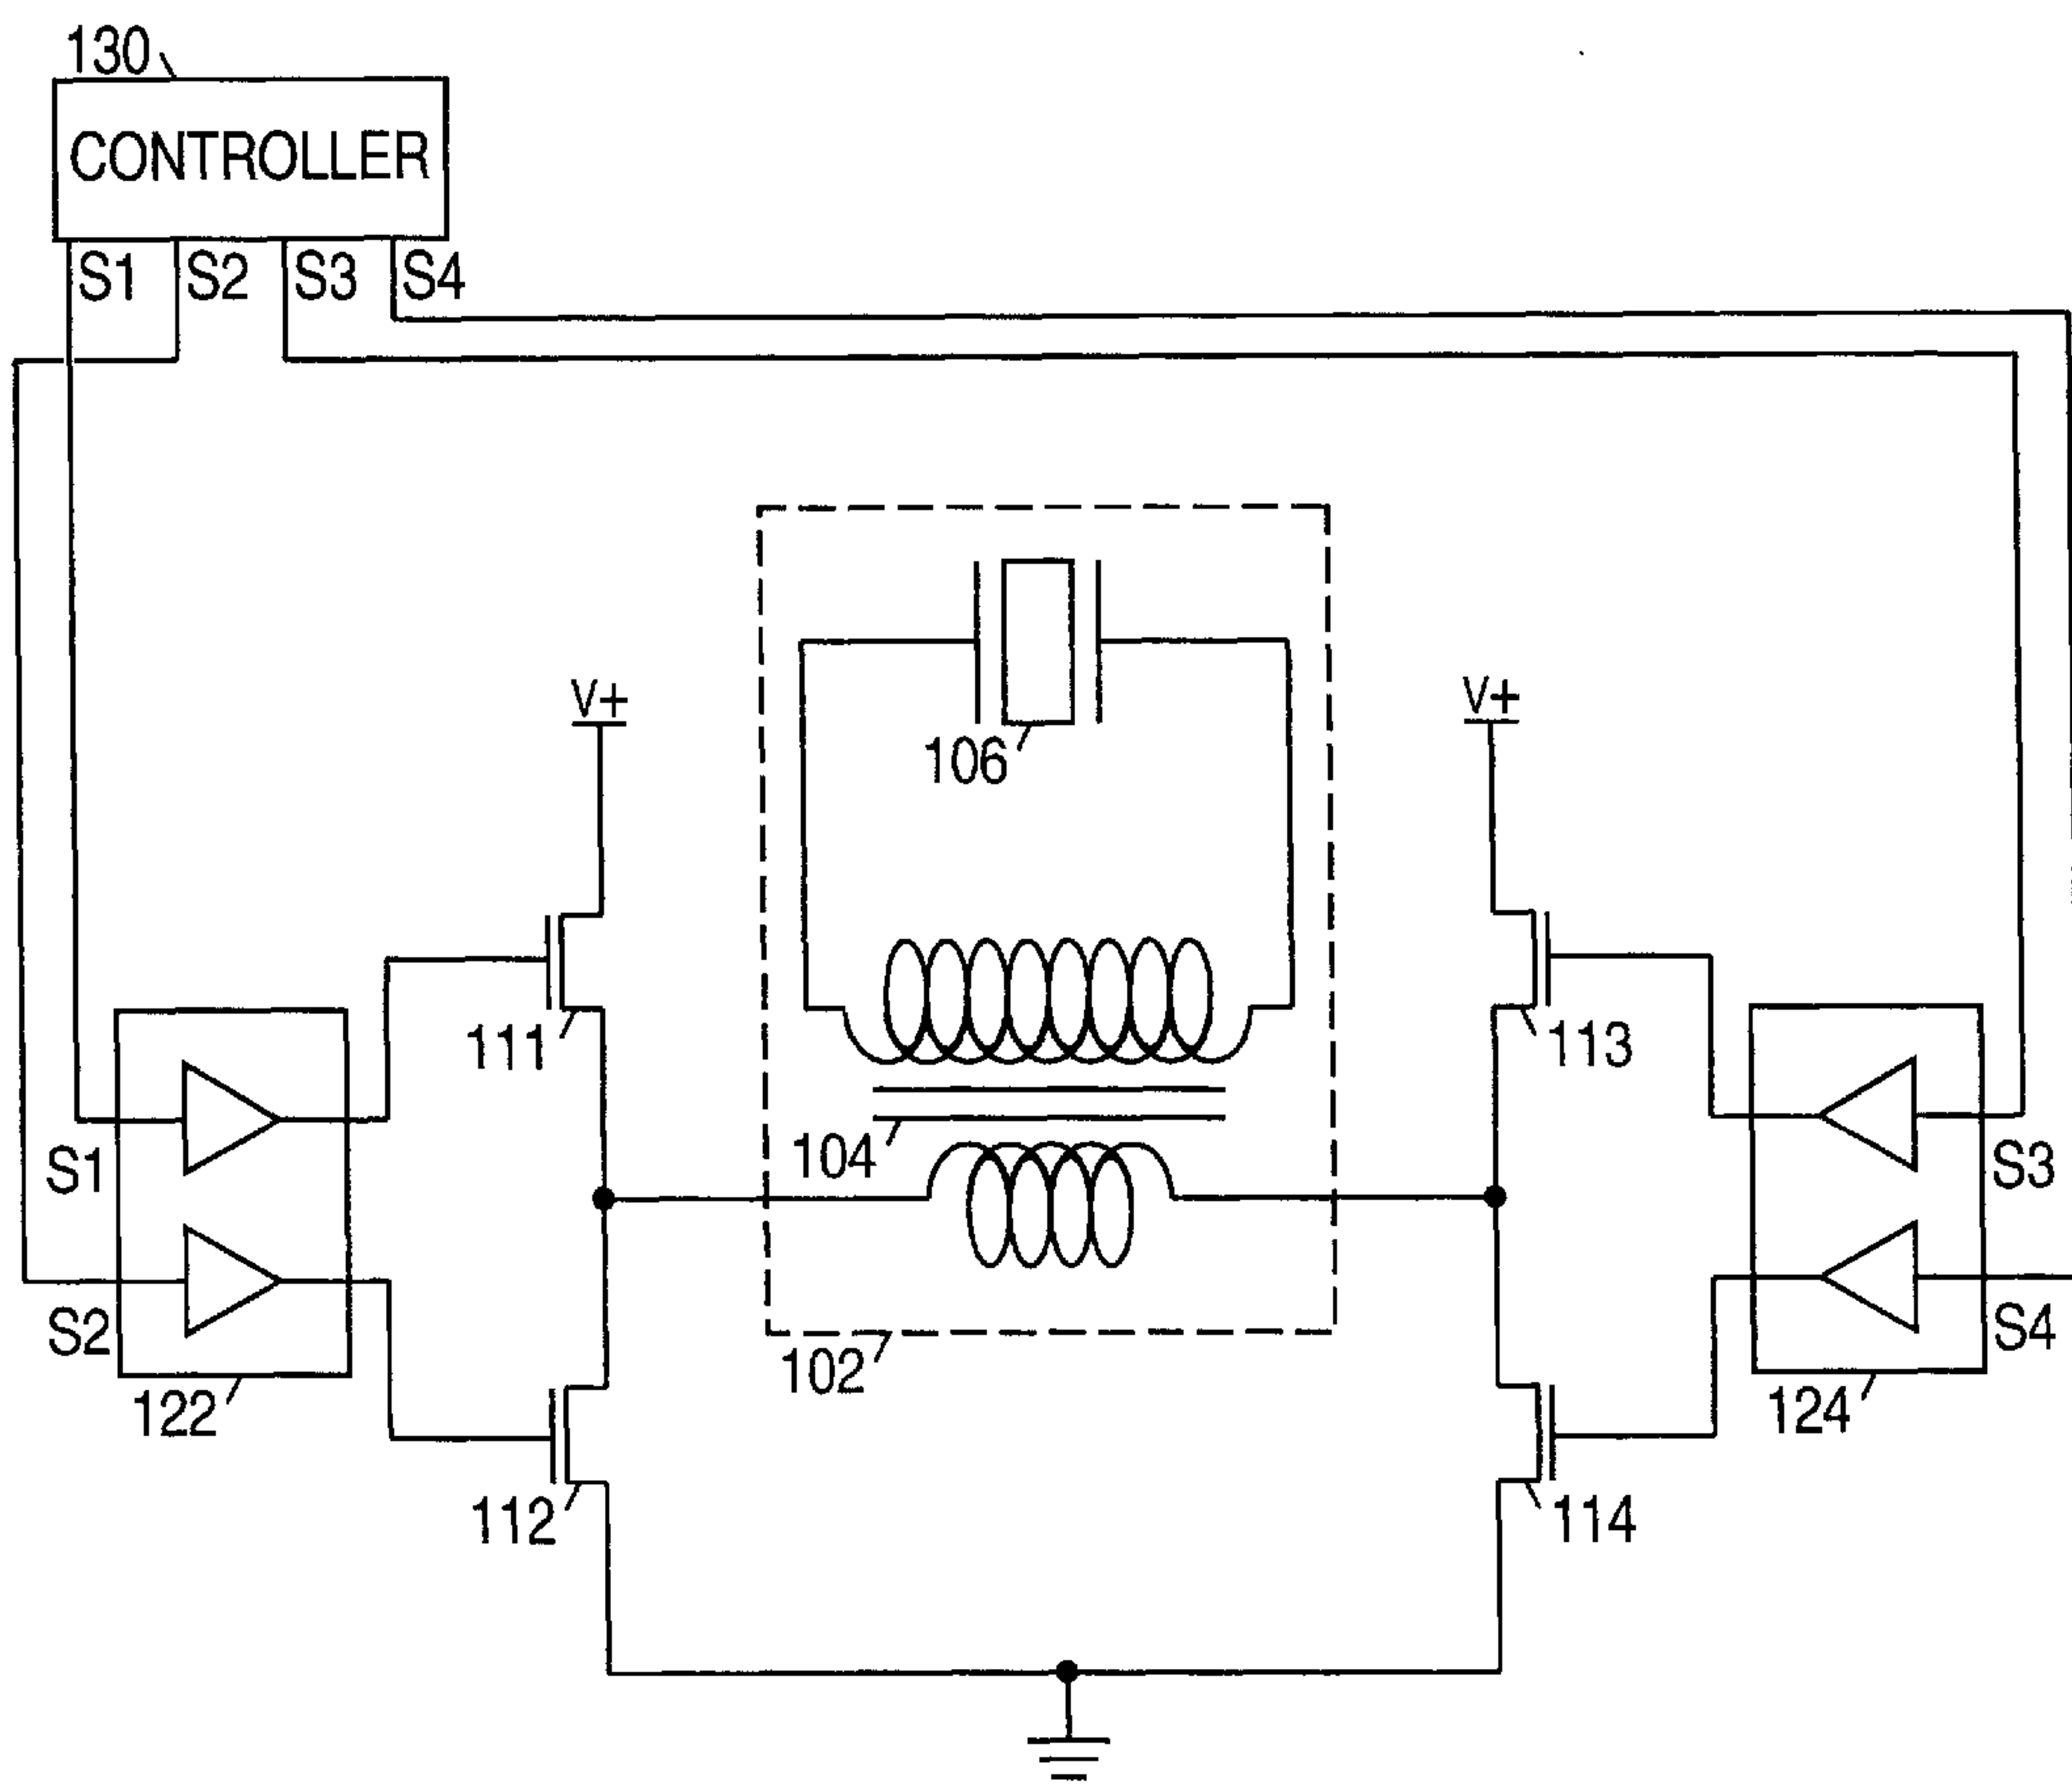 130
CONTROLLER
S1 S2 S3 S4
V+ V+
106
111 113
104
S1 S3
S2 S4
102
122 124
112 114